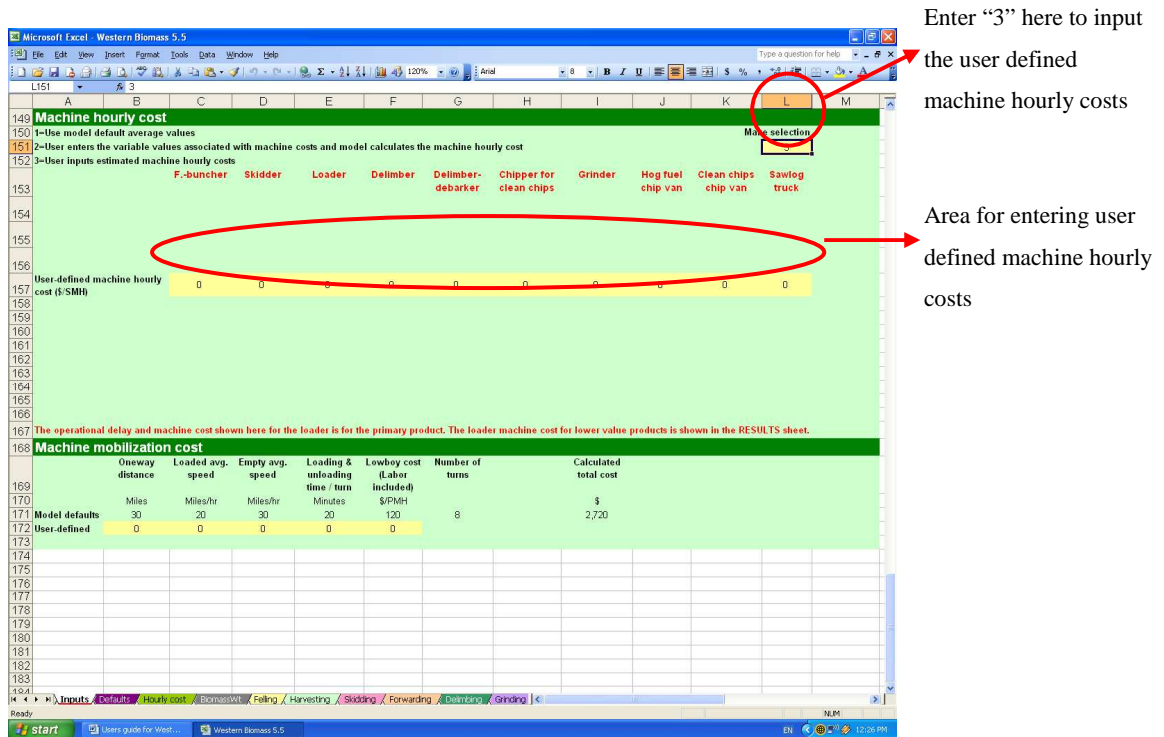 Enter “3” here to input
the user defined
machine hourly costs
Area for entering user
defined machine hourly
costs
Microsoft Excel - Western Biomass 5.5
File Edit View Insert Format Tools Data Window Help Type a question for help
120% Arial 8 B I U $ % ,
L151 fx 3
A B C D E F G H I J K L M
149 Machine hourly cost
150 1=Use model default average values Make selection
151 2=User enters the variable values associated with machine costs and model calculates the machine hourly cost 3
152 3=User inputs estimated machine hourly costs
F.-buncher Skidder Loader Delimber Delimber- Chipper for Grinder Hog fuel Clean chips Sawlog
153 debarker clean chips chip van chip van truck
154
155
156
User-defined machine hourly
157 cost ($/SMH) 0 0 0 0 0 0 0 0 0 0
158
159
160
161
162
163
164
165
166
167 The operational delay and machine cost shown here for the loader is for the primary product. The loader machine cost for lower value products is shown in the RESULTS sheet.
168 Machine mobilization cost
Oneway Loaded avg. Empty avg. Loading & Lowboy cost Number of Calculated
distance speed speed unloading (Labor turns total cost
169 time / turn included)
170 Miles Miles/hr Miles/hr Minutes $/PMH $
171 Model defaults 30 20 30 20 120 8 2,720
172 User-defined 0 0 0 0 0
173
174
175
176
177
178
179
180
181
182
183
184
Inputs Defaults Hourly cost BiomassWt Felling Harvesting Skidding Forwarding Delimbing Grinding
Ready NUM
start Users guide for West... Western Biomass 5.5 EN 12:26 PM